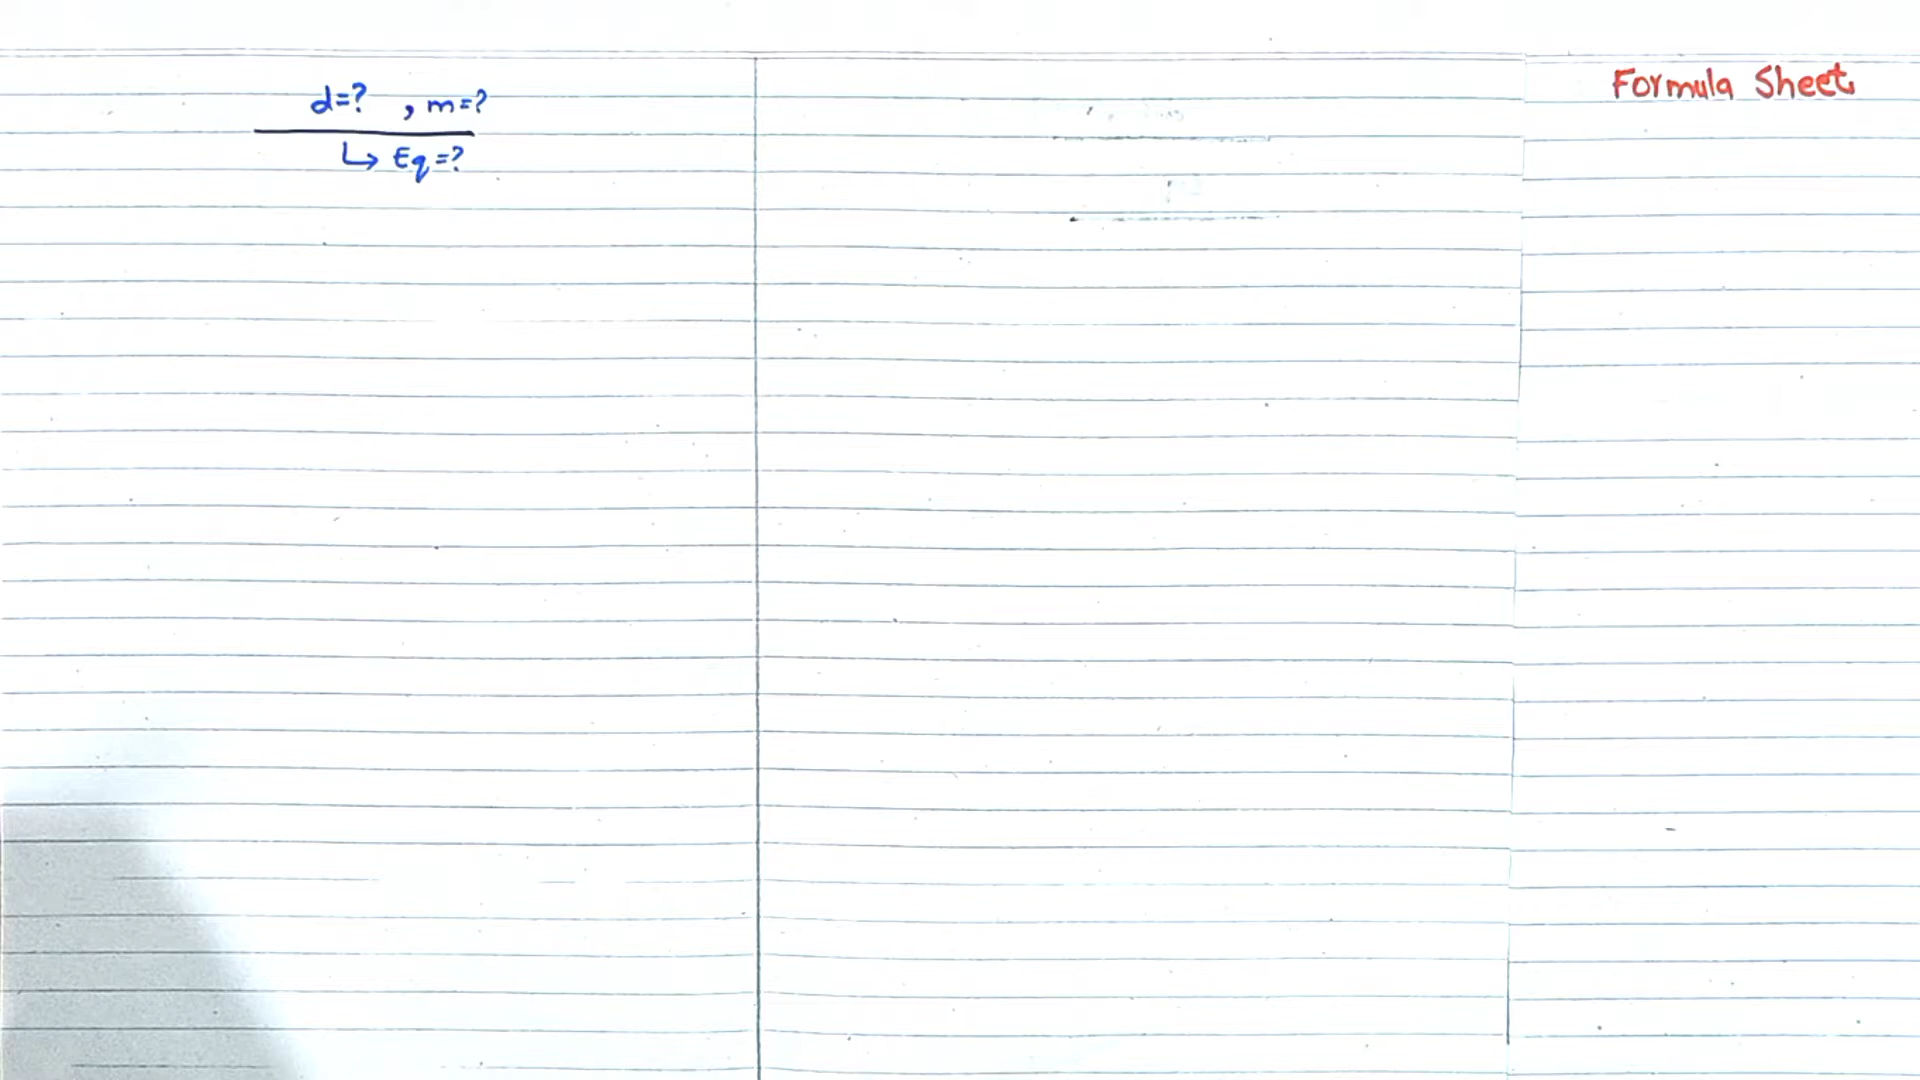 d=? , m=?
↳ Eq=?
Formula Sheet.